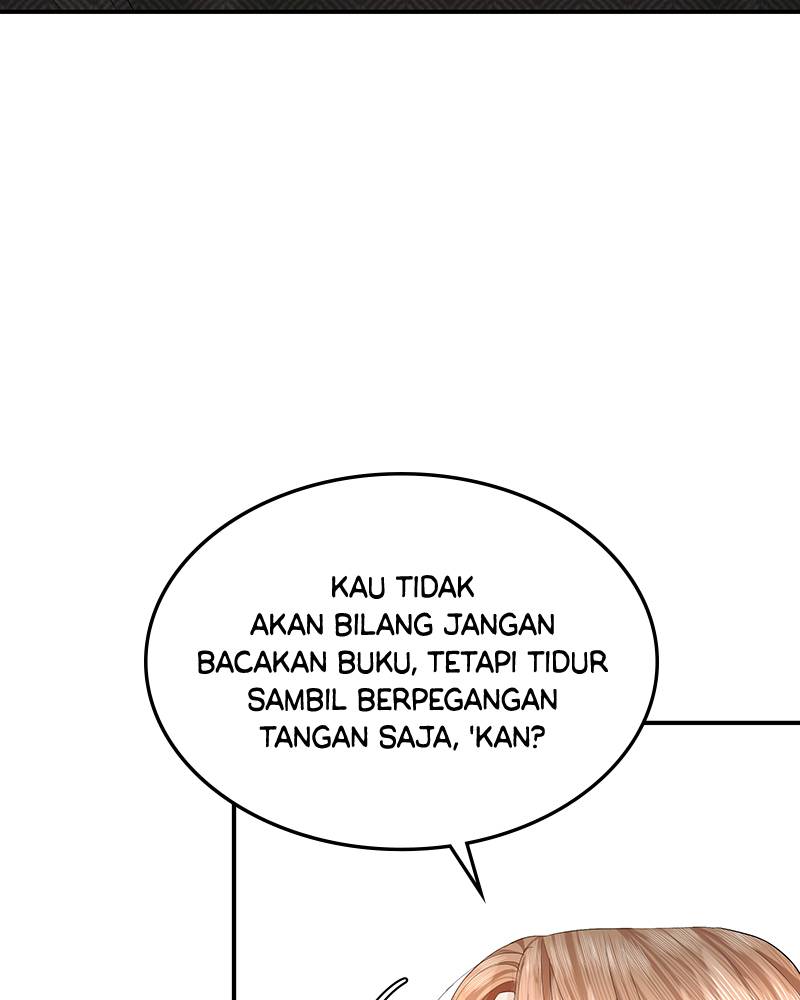 KAU TIDAK
AKAN BILANG JANGAN
BACAKAN BUKU, TETAPI TIDUR
SAMBIL BERPEGANGAN
TANGAN SAJA, 'KAN?